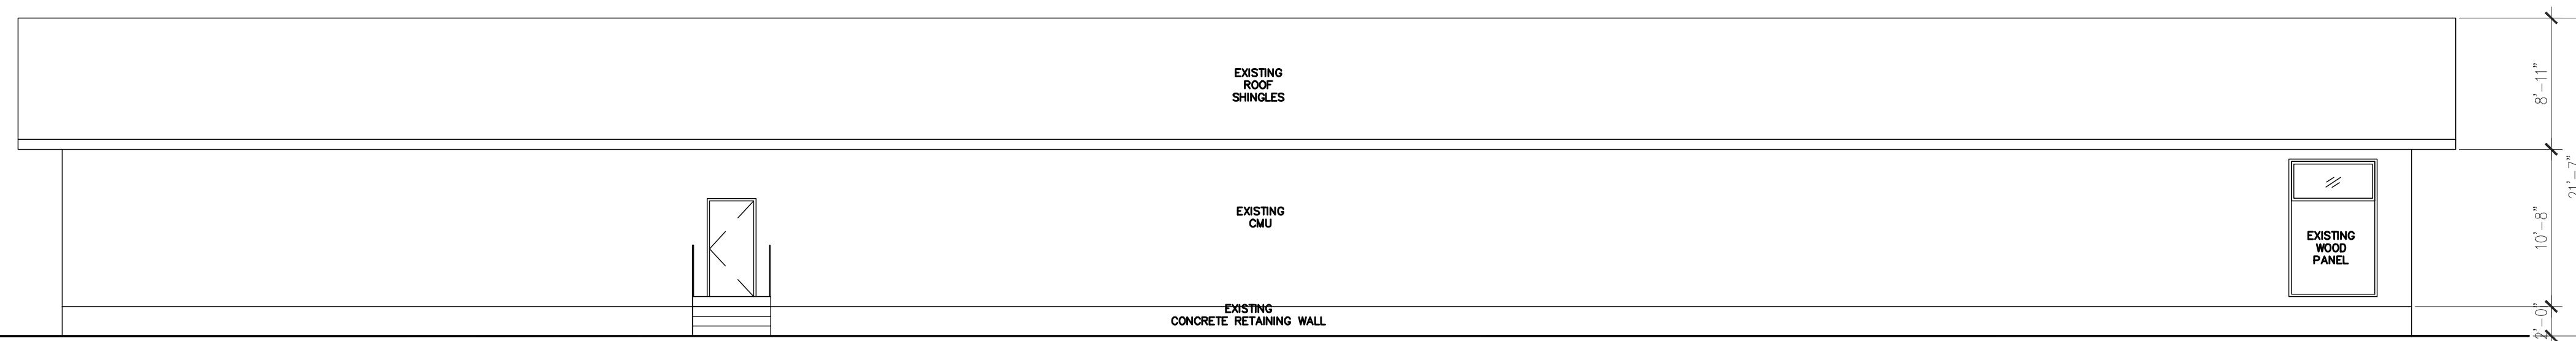 EXISTING
ROOF
SHINGLES
8'-11"
21'-7"
EXISTING
CMU
10'-8"
EXISTING
WOOD
PANEL
EXISTING
CONCRETE RETAINING WALL
2'-0"